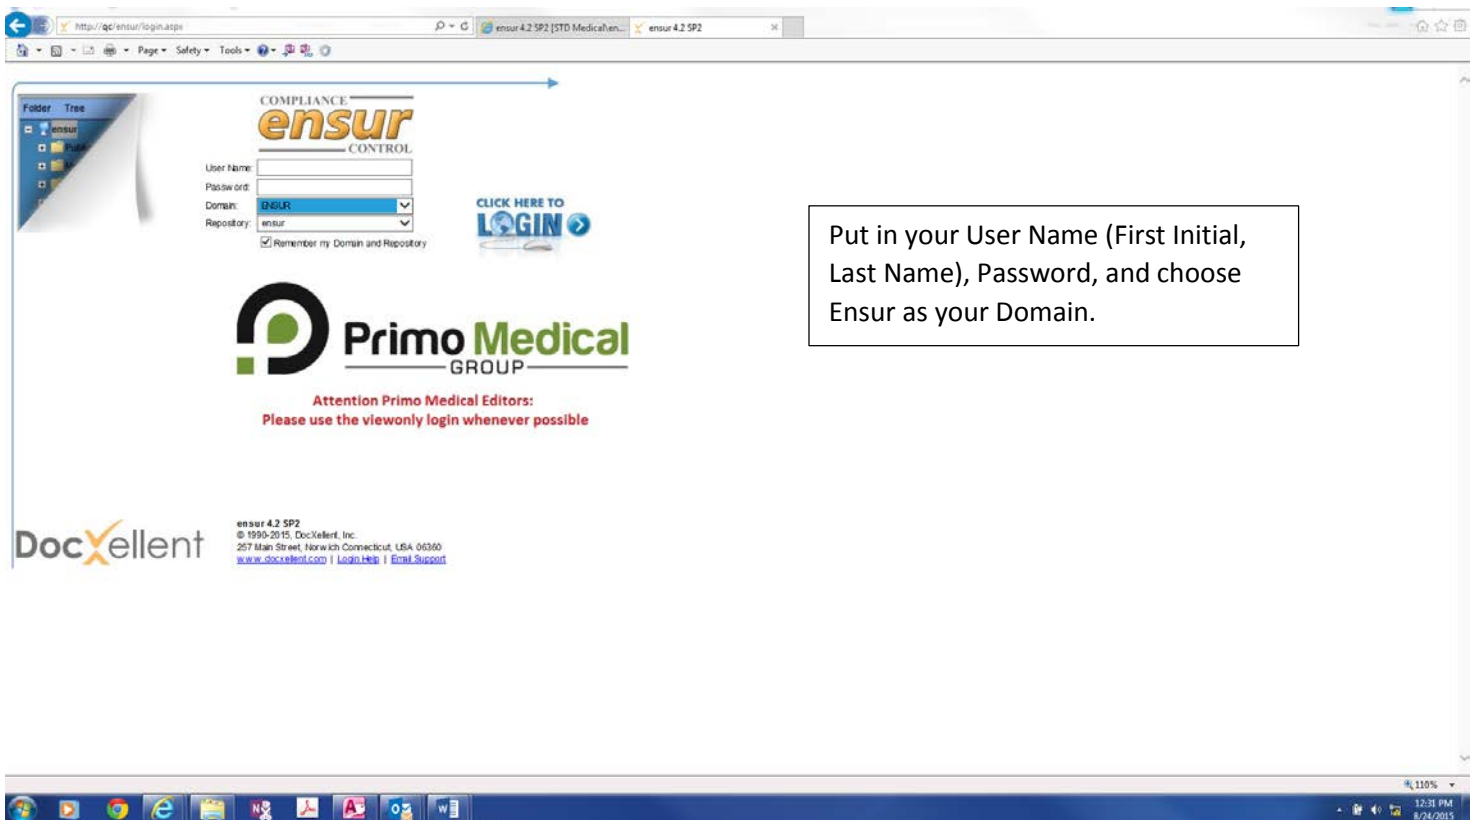 http://qc/ensur/login.aspx
ensur 4.2 SP2 [STD Medical\en...
ensur 4.2 SP2
Page
Safety
Tools
Folder Tree
ensur
COMPLIANCE
ensur
CONTROL
User Name:
Password:
Domain: ENSUR
Repository: ensur
Remember my Domain and Repository
CLICK HERE TO
LOGIN
Put in your User Name (First Initial,
Last Name), Password, and choose
Ensur as your Domain.
Primo Medical
GROUP
Attention Primo Medical Editors:
Please use the viewonly login whenever possible
DocXellent
ensur 4.2 SP2
© 1990-2015, DocXellent, Inc.
257 Main Street, Norwich Connecticut, USA 06360
www.docxellent.com | Login Help | Email Support
110%
12:31 PM
8/24/2015